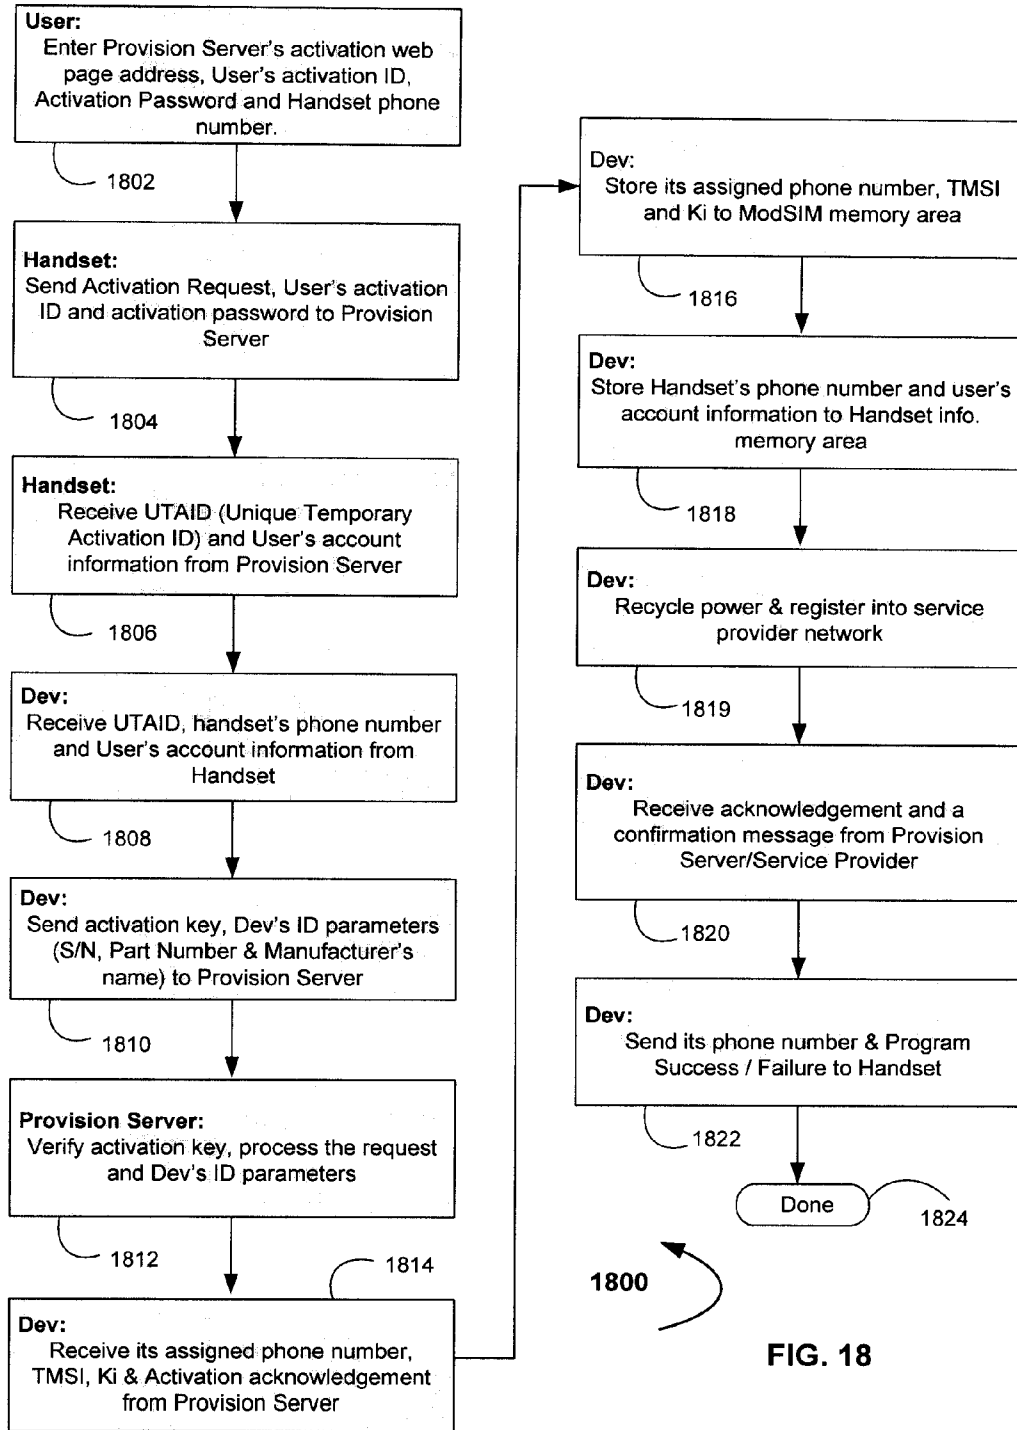 User:
Enter Provision Server's activation web
page address, User's activation ID,
Activation Password and Handset phone
number.
1802
Handset:
Send Activation Request, User's activation
ID and activation password to Provision
Server
1804
Handset:
Receive UTAID (Unique Temporary
Activation ID) and User's account
information from Provision Server
1806
Dev:
Receive UTAID, handset's phone number
and User's account information from
Handset
1808
Dev:
Send activation key, Dev's ID parameters
(S/N, Part Number & Manufacturer's
name) to Provision Server
1810
Provision Server:
Verify activation key, process the request
and Dev's ID parameters
1812
1814
Dev:
Receive its assigned phone number,
TMSI, Ki & Activation acknowledgement
from Provision Server
Dev:
Store its assigned phone number, TMSI
and Ki to ModSIM memory area
1816
Dev:
Store Handset's phone number and user's
account information to Handset info.
memory area
1818
Dev:
Recycle power & register into service
provider network
1819
Dev:
Receive acknowledgement and a
confirmation message from Provision
Server/Service Provider
1820
Dev:
Send its phone number & Program
Success / Failure to Handset
1822
Done
1824
1800
FIG. 18